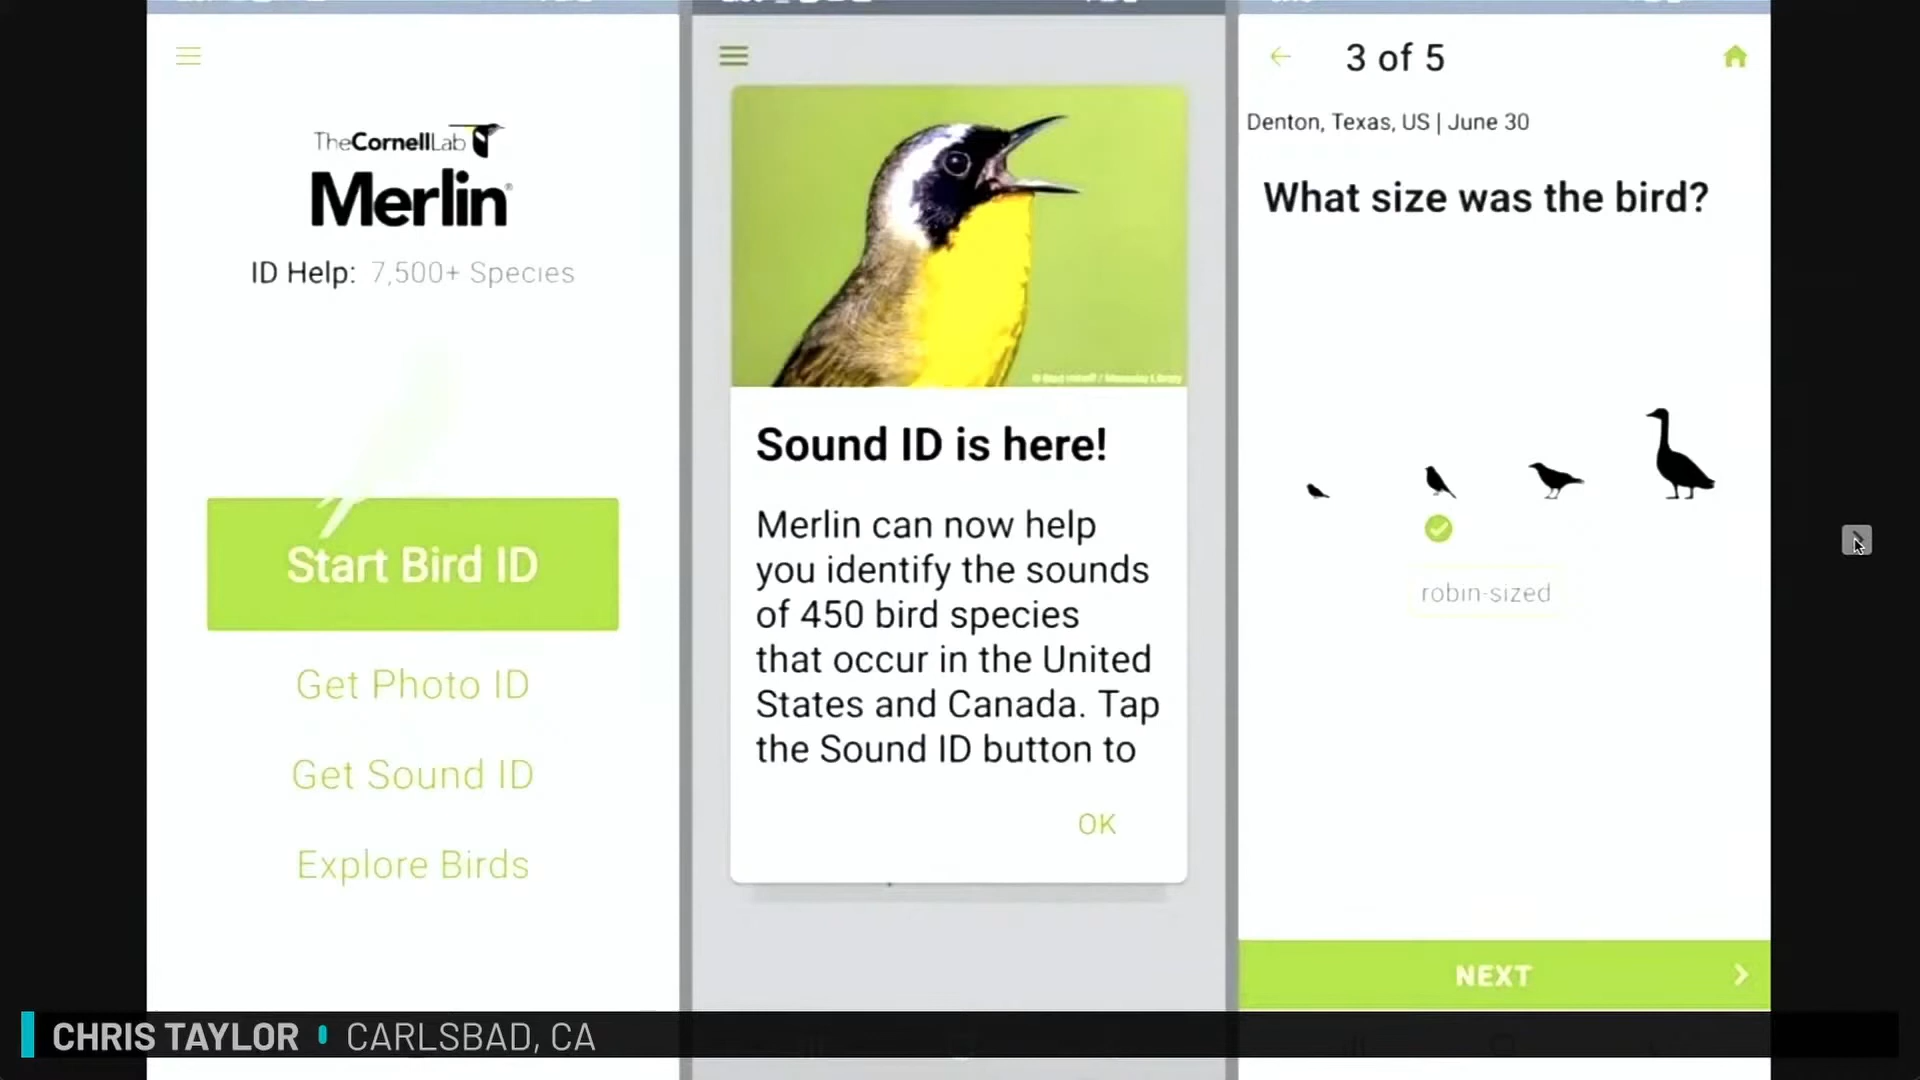 TheCornellLab
Merlin
ID Help: 7,500+ Species
Start Bird ID
Get Photo ID
Get Sound ID
Explore Birds
Sound ID is here!
Merlin can now help
you identify the sounds
of 450 bird species
that occur in the United
States and Canada. Tap
the Sound ID button to
OK
3 of 5
Denton, Texas, US | June 30
What size was the bird?
robin-sized
NEXT
CHRIS TAYLOR CARLSBAD, CA